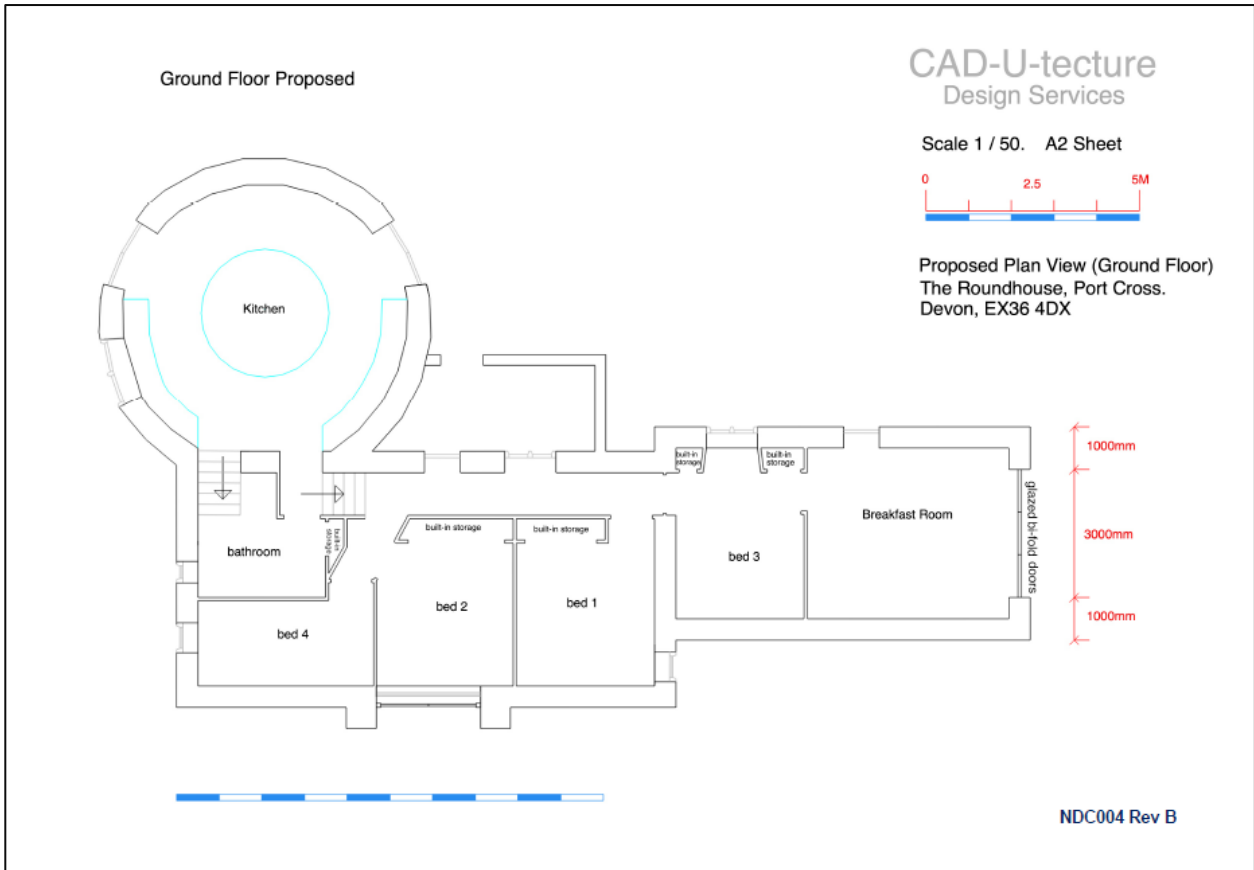 Ground Floor Proposed
CAD-U-tecture
Design Services
Scale 1 / 50. A2 Sheet
0
2.5
5M
Proposed Plan View (Ground Floor)
The Roundhouse, Port Cross.
Devon, EX36 4DX
Kitchen
1000mm
built-in
storage
built-in
storage
glazed bi-fold doors
Breakfast Room
built-in storage
built-in storage
built-in
storage
3000mm
bathroom
bed 3
bed 2
bed 1
1000mm
bed 4
NDC004 Rev B